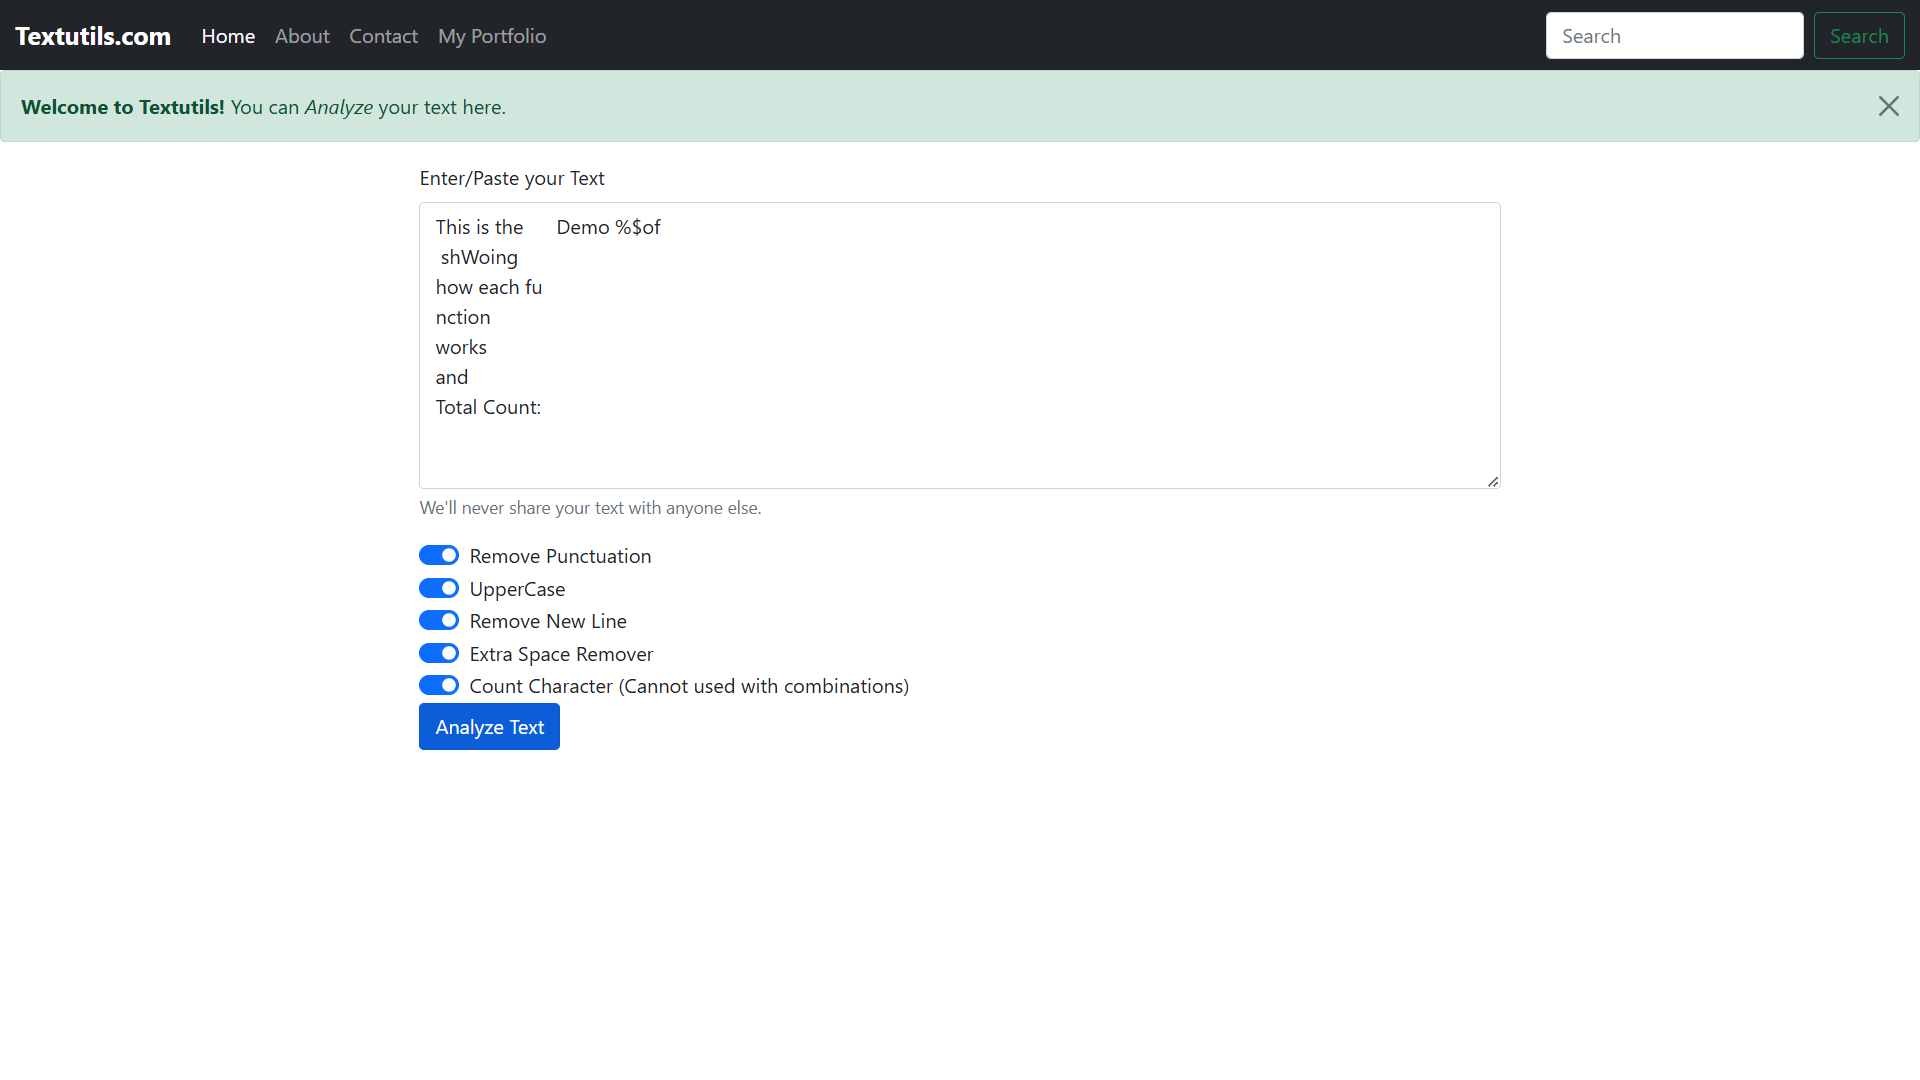 Textutils.com Home About Contact My Portfolio Search Search
Welcome to Textutils! You can Analyze your text here.
Enter/Paste your Text
This is the      Demo %$of
 shWoing
how each fu
nction
works
and
Total Count:
We'll never share your text with anyone else.
Remove Punctuation
UpperCase
Remove New Line
Extra Space Remover
Count Character (Cannot used with combinations)
Analyze Text